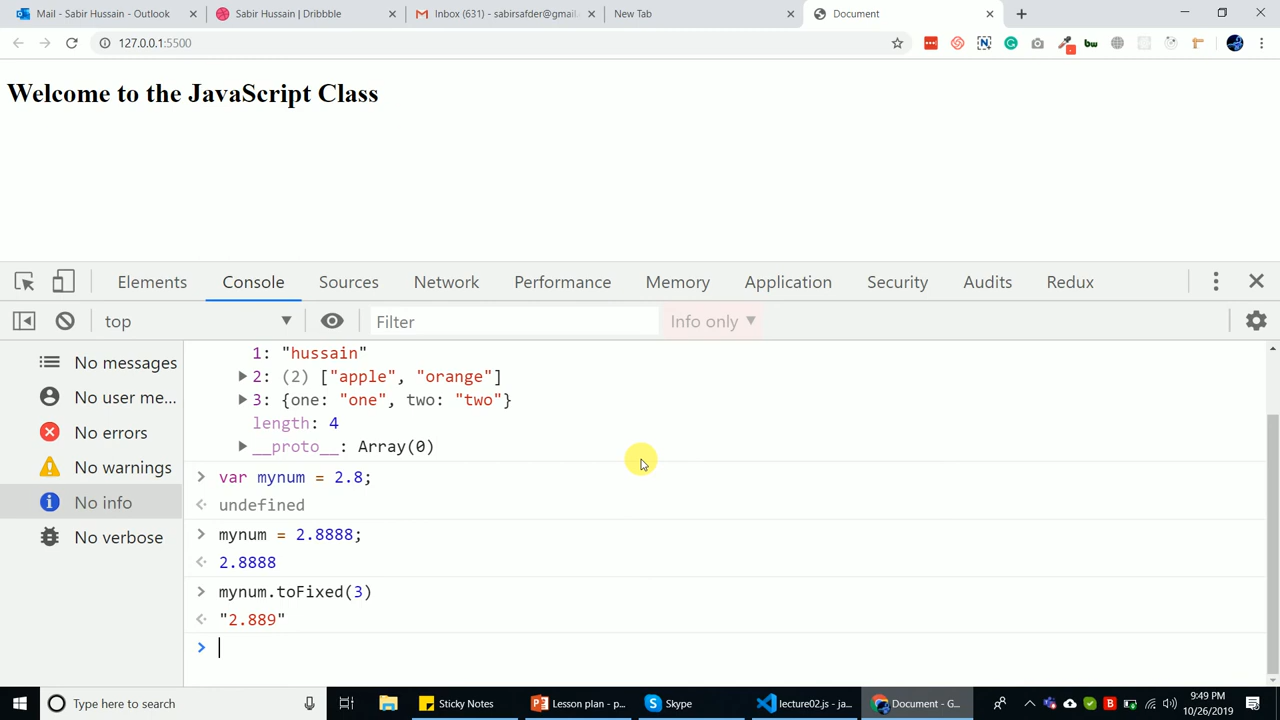 Mail - Sabir Hussain - Outlook
Sabir Hussain | Dribbble
Inbox (631) - sabirsafder@gmail.
New Tab
Document
127.0.0.1:5500
Welcome to the JavaScript Class
Elements Console Sources Network Performance Memory Application Security Audits Redux
top Filter Info only
No messages
No user me...
No errors
No warnings
No info
No verbose
1: "hussain"
2: (2) ["apple", "orange"]
3: {one: "one", two: "two"}
length: 4
__proto__: Array(0)
var mynum = 2.8;
undefined
mynum = 2.8888;
2.8888
mynum.toFixed(3)
"2.889"
Type here to search
Sticky Notes
Lesson plan - p...
Skype
lecture02.js - ja...
Document - G...
9:49 PM
10/26/2019